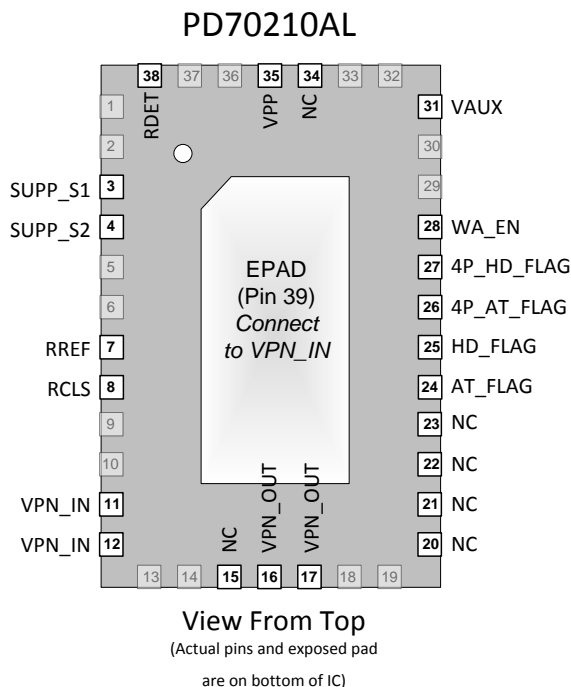 PD70210AL
38 37 36 35 34 33 32
RDET VPP NC
1
31 VAUX
2
30
SUPP_S1 3
29
SUPP_S2 4
28 WA_EN
5
27 4P_HD_FLAG
6
26 4P_AT_FLAG
RREF 7
25 HD_FLAG
RCLS 8
24 AT_FLAG
9
23 NC
10
22 NC
VPN_IN 11
21 NC
VPN_IN 12
20 NC
EPAD
(Pin 39)
Connect
to VPN_IN
NC VPN_OUT VPN_OUT
13 14 15 16 17 18 19
View From Top
(Actual pins and exposed pad
are on bottom of IC)